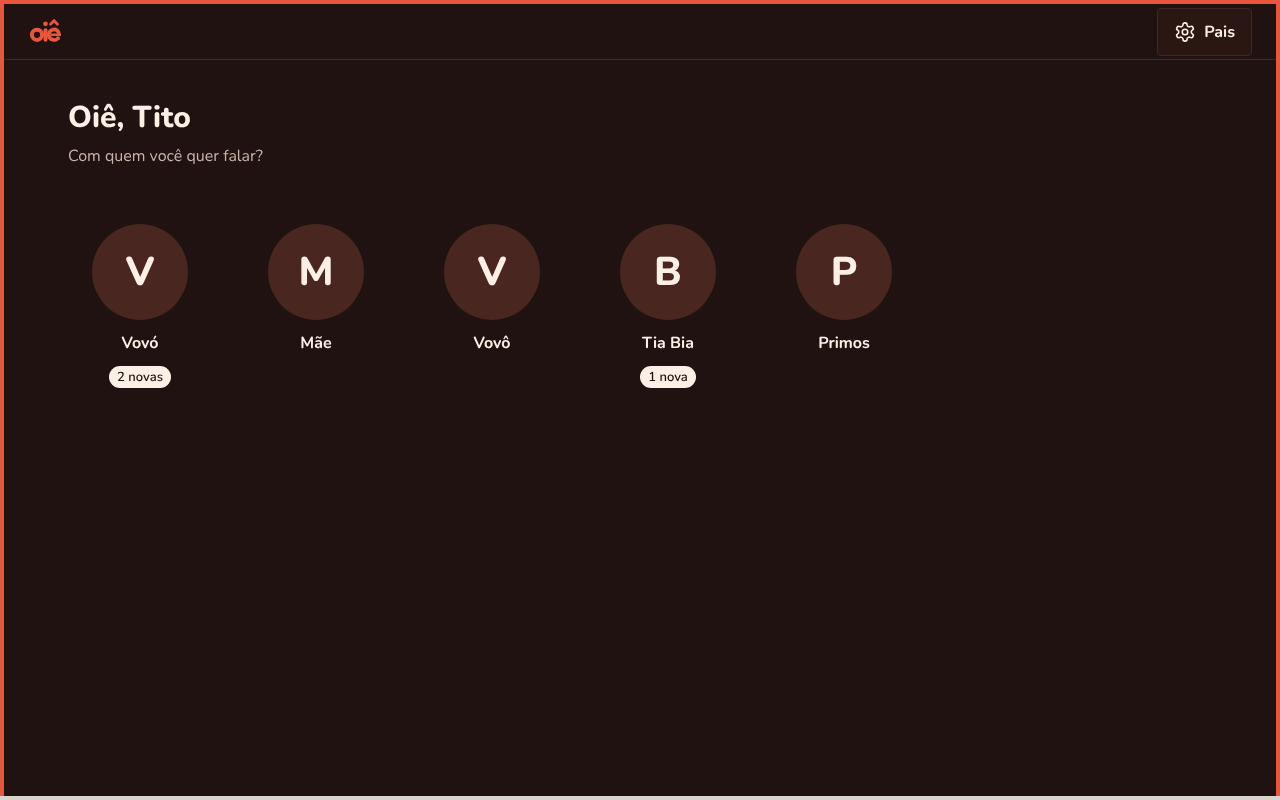 oiê
Pais
Oiê, Tito
Com quem você quer falar?
V
M
V
B
P
Vovó
Mãe
Vovô
Tia Bia
Primos
2 novas
1 nova